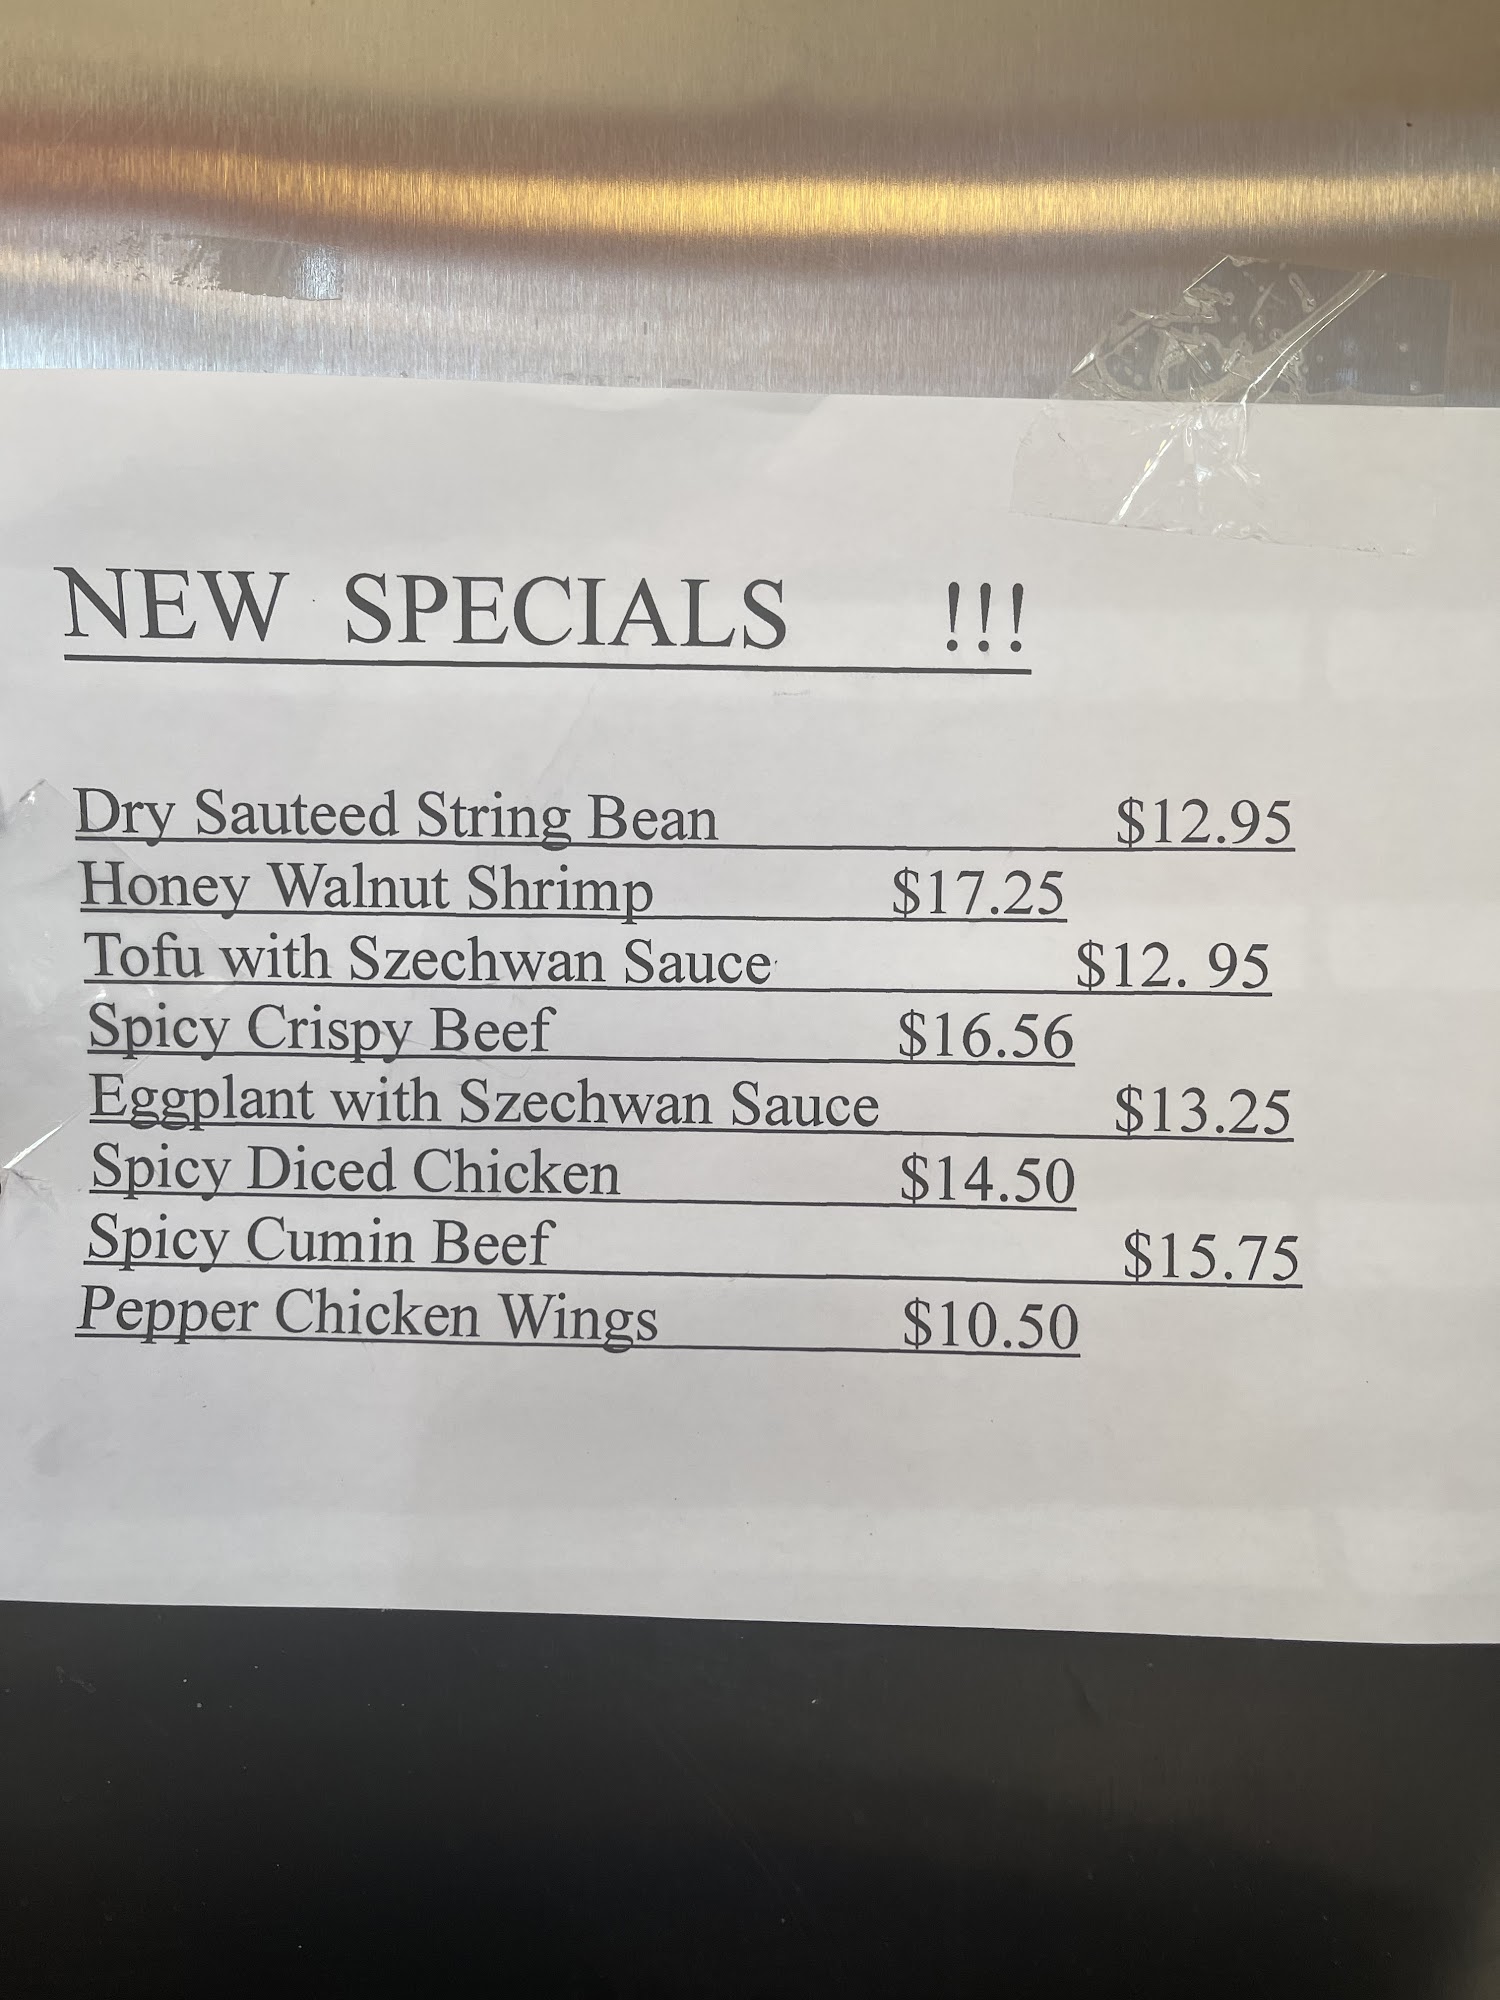 NEW SPECIALS !!!
Dry Sauteed String Bean $12.95
Honey Walnut Shrimp $17.25
Tofu with Szechwan Sauce $12. 95
Spicy Crispy Beef $16.56
Eggplant with Szechwan Sauce $13.25
Spicy Diced Chicken $14.50
Spicy Cumin Beef $15.75
Pepper Chicken Wings $10.50